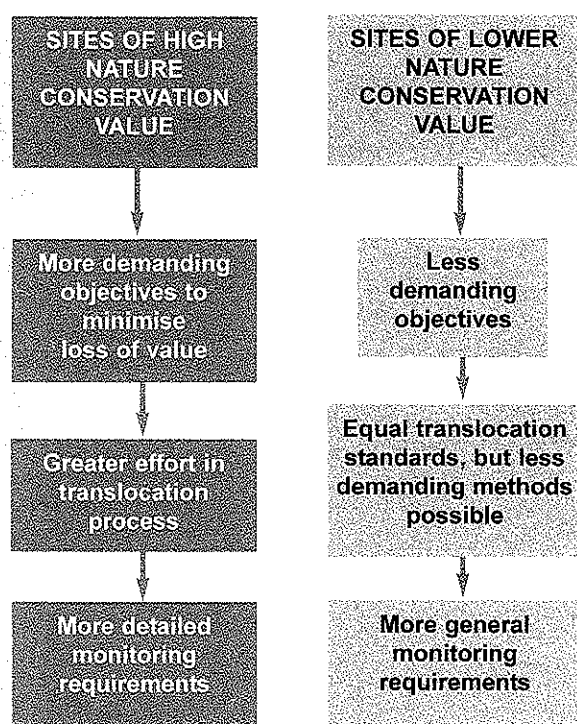 SITES OF HIGH
NATURE
CONSERVATION
VALUE
More demanding
objectives to
minimise
loss of value
Greater effort in
translocation
process
More detailed
monitoring
requirements
SITES OF LOWER
NATURE
CONSERVATION
VALUE
Less
demanding
objectives
Equal translocation
standards, but less
demanding methods
possible
More general
monitoring
requirements